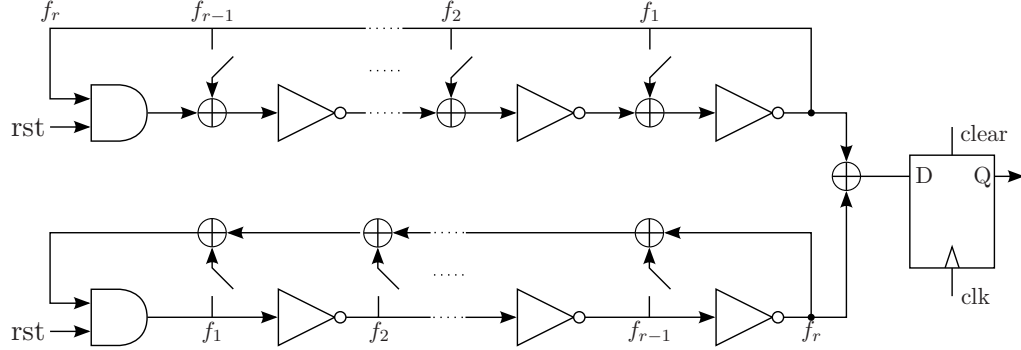 f_r f_{r-1} f_2 f_1
rst
clear
D Q
clk
rst
f_1 f_2 f_{r-1} f_r